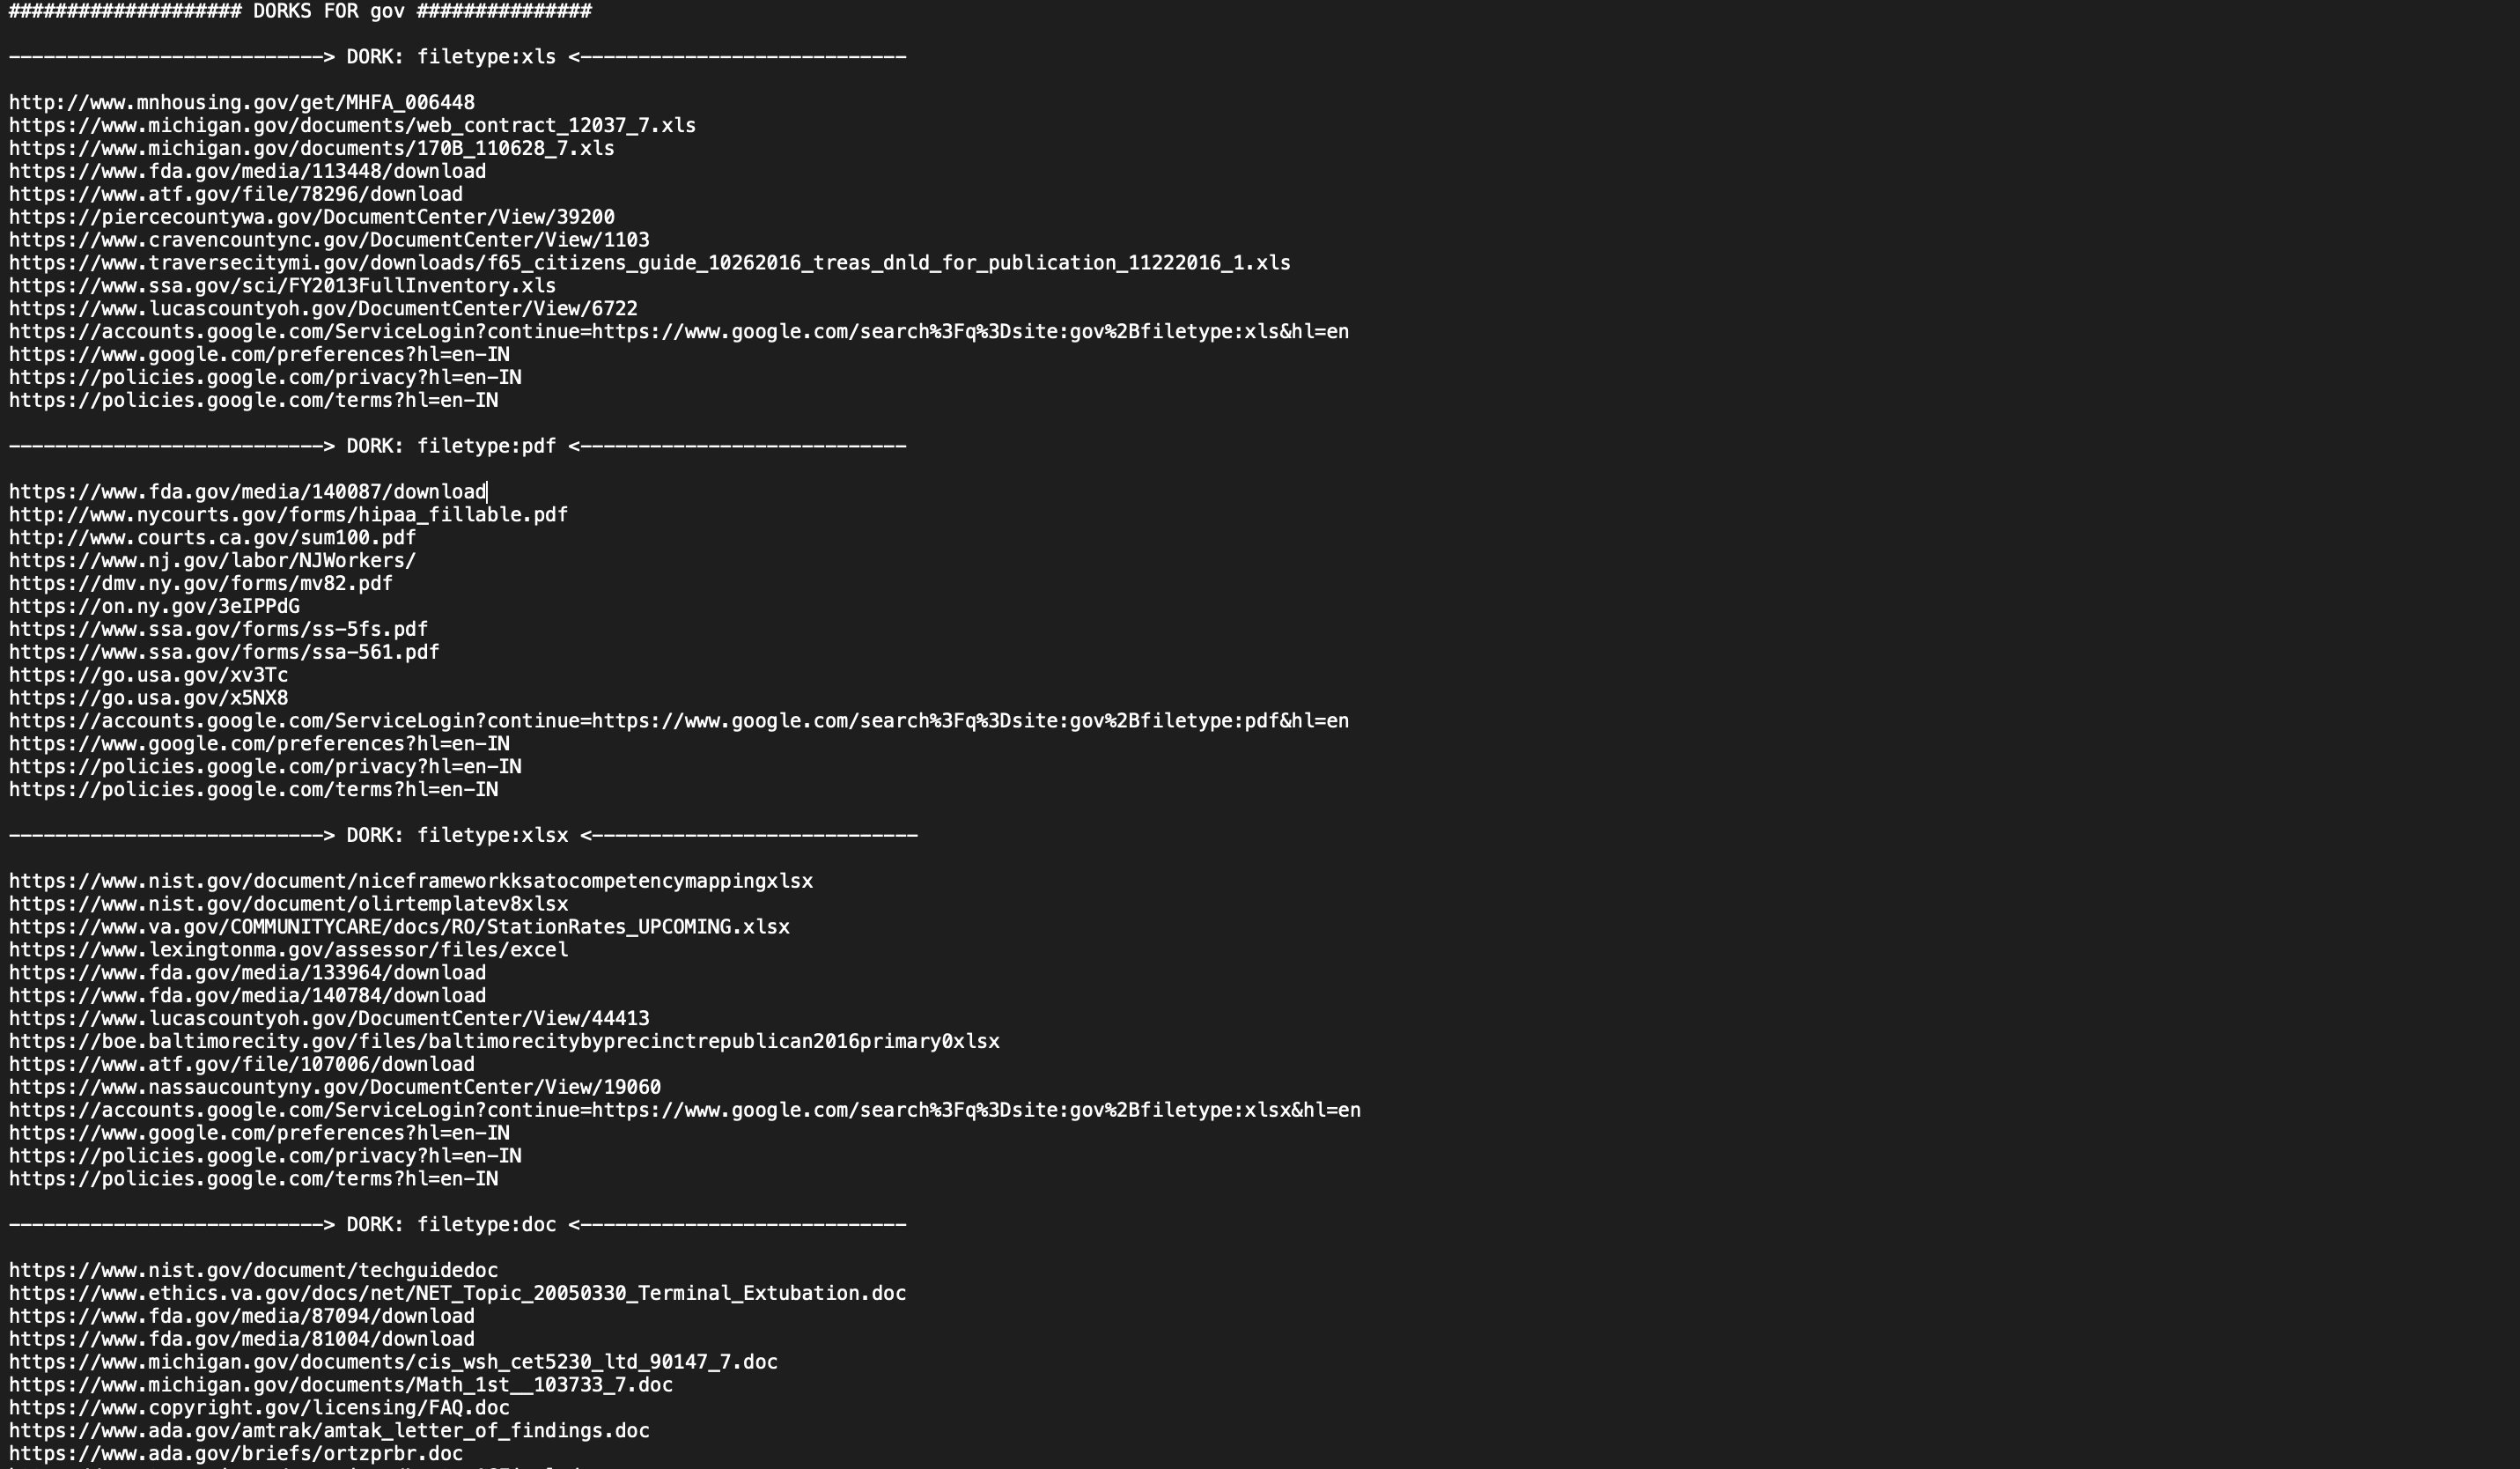 #################### DORKS FOR gov ###############
---------------------------> DORK: filetype:xls <----------------------------
http://www.mnhousing.gov/get/MHFA_006448
https://www.michigan.gov/documents/web_contract_12037_7.xls
https://www.michigan.gov/documents/170B_110628_7.xls
https://www.fda.gov/media/113448/download
https://www.atf.gov/file/78296/download
https://piercecountywa.gov/DocumentCenter/View/39200
https://www.cravencountync.gov/DocumentCenter/View/1103
https://www.traversecitymi.gov/downloads/f65_citizens_guide_10262016_treas_dnld_for_publication_11222016_1.xls
https://www.ssa.gov/sci/FY2013FullInventory.xls
https://www.lucascountyoh.gov/DocumentCenter/View/6722
https://accounts.google.com/ServiceLogin?continue=https://www.google.com/search%3Fq%3Dsite:gov%2Bfiletype:xls&hl=en
https://www.google.com/preferences?hl=en-IN
https://policies.google.com/privacy?hl=en-IN
https://policies.google.com/terms?hl=en-IN
---------------------------> DORK: filetype:pdf <----------------------------
https://www.fda.gov/media/140087/download
http://www.nycourts.gov/forms/hipaa_fillable.pdf
http://www.courts.ca.gov/sum100.pdf
https://www.nj.gov/labor/NJWorkers/
https://dmv.ny.gov/forms/mv82.pdf
https://on.ny.gov/3eIPPdG
https://www.ssa.gov/forms/ss-5fs.pdf
https://www.ssa.gov/forms/ssa-561.pdf
https://go.usa.gov/xv3Tc
https://go.usa.gov/x5NX8
https://accounts.google.com/ServiceLogin?continue=https://www.google.com/search%3Fq%3Dsite:gov%2Bfiletype:pdf&hl=en
https://www.google.com/preferences?hl=en-IN
https://policies.google.com/privacy?hl=en-IN
https://policies.google.com/terms?hl=en-IN
---------------------------> DORK: filetype:xlsx <----------------------------
https://www.nist.gov/document/niceframeworkksatocompetencymappingxlsx
https://www.nist.gov/document/olirtemplatev8xlsx
https://www.va.gov/COMMUNITYCARE/docs/RO/StationRates_UPCOMING.xlsx
https://www.lexingtonma.gov/assessor/files/excel
https://www.fda.gov/media/133964/download
https://www.fda.gov/media/140784/download
https://www.lucascountyoh.gov/DocumentCenter/View/44413
https://boe.baltimorecity.gov/files/baltimorecitybyprecinctrepublican2016primary0xlsx
https://www.atf.gov/file/107006/download
https://www.nassaucountyny.gov/DocumentCenter/View/19060
https://accounts.google.com/ServiceLogin?continue=https://www.google.com/search%3Fq%3Dsite:gov%2Bfiletype:xlsx&hl=en
https://www.google.com/preferences?hl=en-IN
https://policies.google.com/privacy?hl=en-IN
https://policies.google.com/terms?hl=en-IN
---------------------------> DORK: filetype:doc <----------------------------
https://www.nist.gov/document/techguidedoc
https://www.ethics.va.gov/docs/net/NET_Topic_20050330_Terminal_Extubation.doc
https://www.fda.gov/media/87094/download
https://www.fda.gov/media/81004/download
https://www.michigan.gov/documents/cis_wsh_cet5230_ltd_90147_7.doc
https://www.michigan.gov/documents/Math_1st__103733_7.doc
https://www.copyright.gov/licensing/FAQ.doc
https://www.ada.gov/amtrak/amtak_letter_of_findings.doc
https://www.ada.gov/briefs/ortzprbr.doc